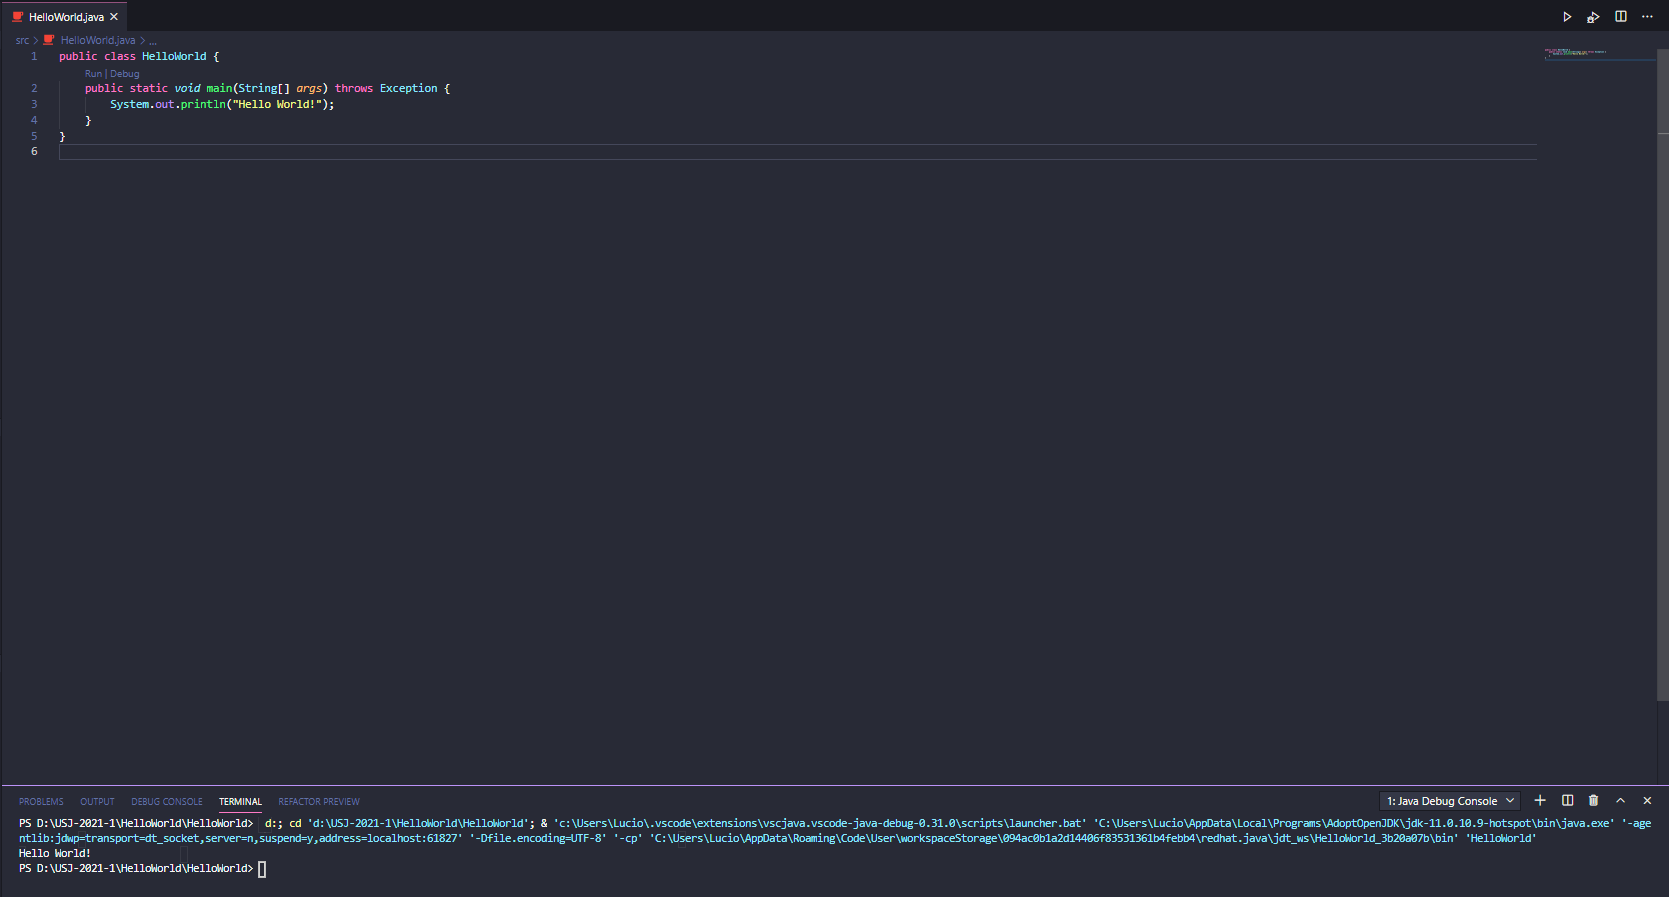 HelloWorld.java
src > HelloWorld.java > ...
1 public class HelloWorld {
Run | Debug
2 public static void main(String[] args) throws Exception {
3 System.out.println("Hello World!");
4 }
5 }
6
PROBLEMS OUTPUT DEBUG CONSOLE TERMINAL REFACTOR PREVIEW 1: Java Debug Console
PS D:\USJ-2021-1\HelloWorld\HelloWorld> d:; cd 'd:\USJ-2021-1\HelloWorld\HelloWorld'; & 'c:\Users\Lucio\.vscode\extensions\vscjava.vscode-java-debug-0.31.0\scripts\launcher.bat' 'C:\Users\Lucio\AppData\Local\Programs\AdoptOpenJDK\jdk-11.0.10.9-hotspot\bin\java.exe' '-age
ntlib:jdwp=transport=dt_socket,server=n,suspend=y,address=localhost:61827' '-Dfile.encoding=UTF-8' '-cp' 'C:\Users\Lucio\AppData\Roaming\Code\User\workspaceStorage\094ac0b1a2d14406f83531361b4febb4\redhat.java\jdt_ws\HelloWorld_3b20a07b\bin' 'HelloWorld'
Hello World!
PS D:\USJ-2021-1\HelloWorld\HelloWorld>